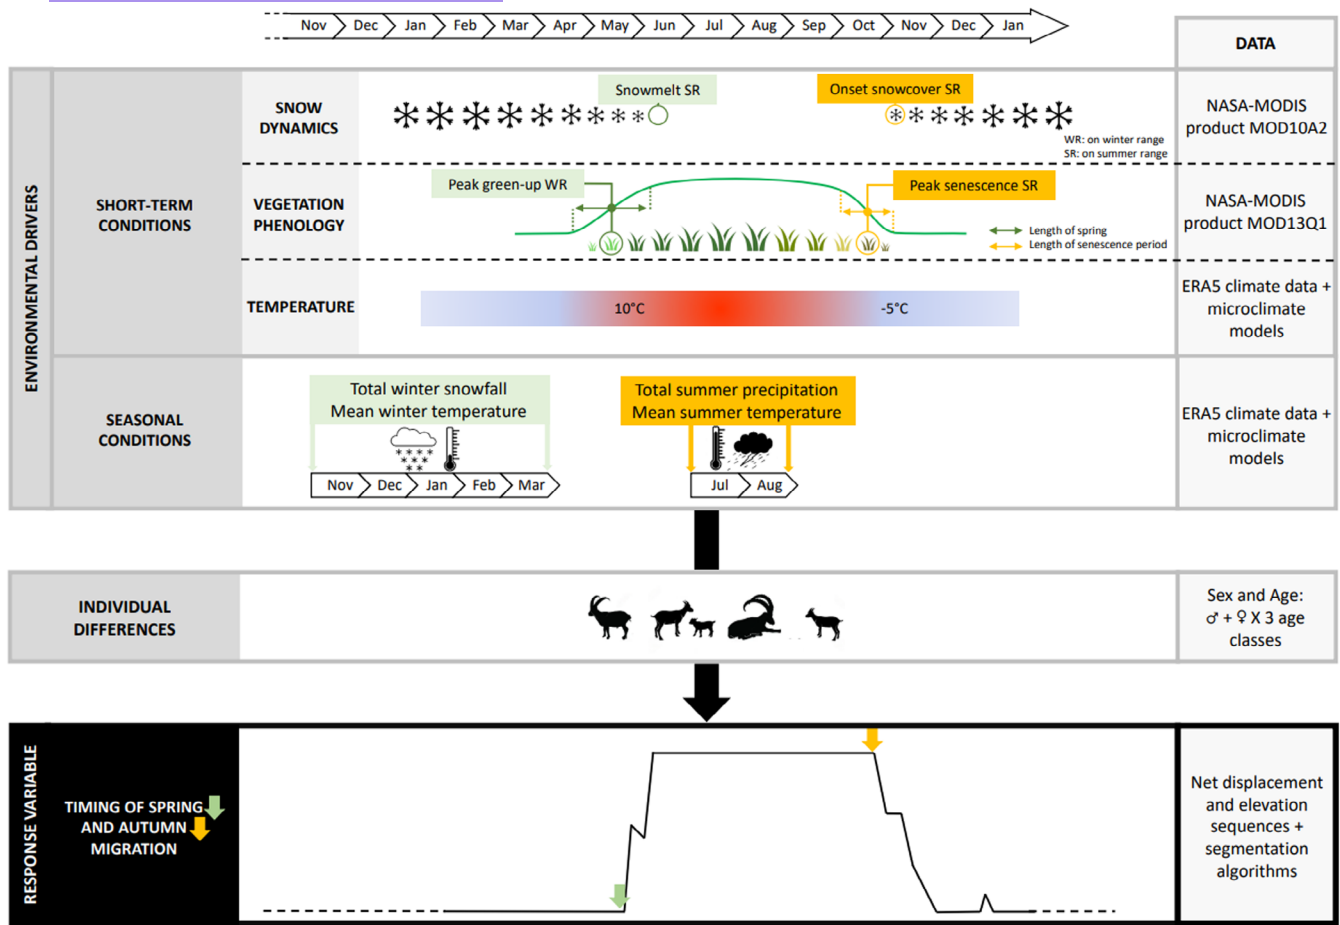 Nov Dec Jan Feb Mar Apr May Jun Jul Aug Sep Oct Nov Dec Jan
DATA
ENVIRONMENTAL DRIVERS
SHORT-TERM
CONDITIONS
SNOW
DYNAMICS
Snowmelt SR
Onset snowcover SR
WR: on winter range
SR: on summer range
NASA-MODIS
product MOD10A2
VEGETATION
PHENOLOGY
Peak green-up WR
Peak senescence SR
Length of spring
Length of senescence period
NASA-MODIS
product MOD13Q1
TEMPERATURE
10°C
-5°C
ERA5 climate data +
microclimate
models
SEASONAL
CONDITIONS
Total winter snowfall
Mean winter temperature
Nov Dec Jan Feb Mar
Total summer precipitation
Mean summer temperature
Jul Aug
ERA5 climate data +
microclimate
models
INDIVIDUAL
DIFFERENCES
Sex and Age:
♂ + ♀ X 3 age
classes
RESPONSE VARIABLE
TIMING OF SPRING
AND AUTUMN
MIGRATION
Net displacement
and elevation
sequences +
segmentation
algorithms